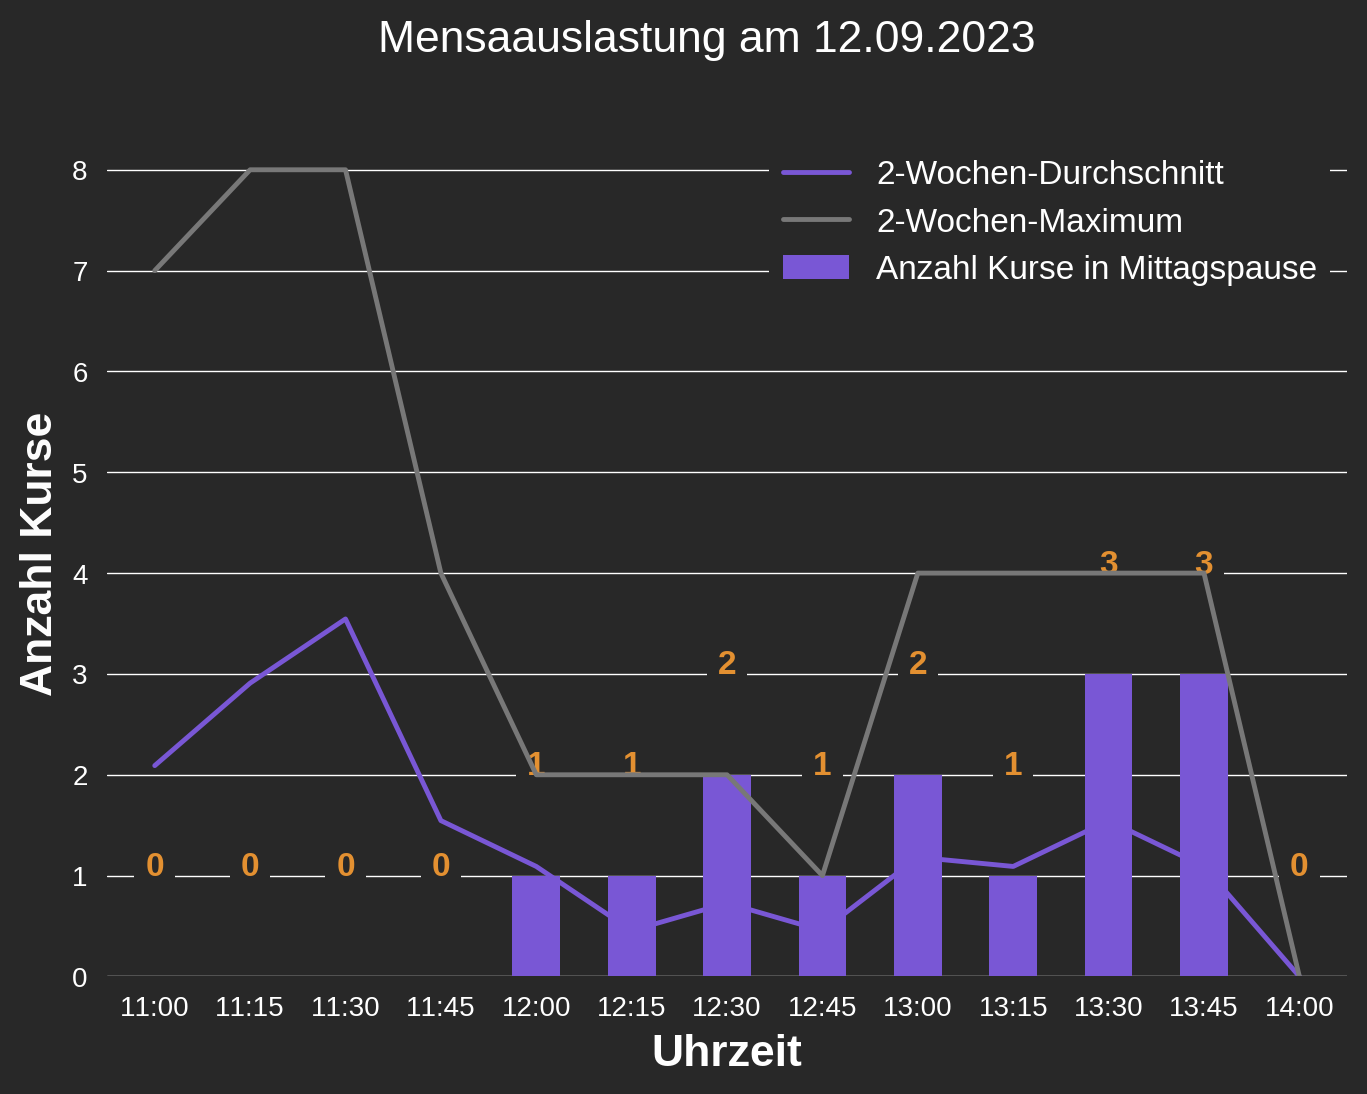 Mensaauslastung am 12.09.2023
2-Wochen-Durchschnitt
2-Wochen-Maximum
Anzahl Kurse in Mittagspause
Anzahl Kurse
8
7
6
5
4
3
2
1
0
0 0 0 0 1 1 2 1 2 1 3 3 0
11:00 11:15 11:30 11:45 12:00 12:15 12:30 12:45 13:00 13:15 13:30 13:45 14:00
Uhrzeit